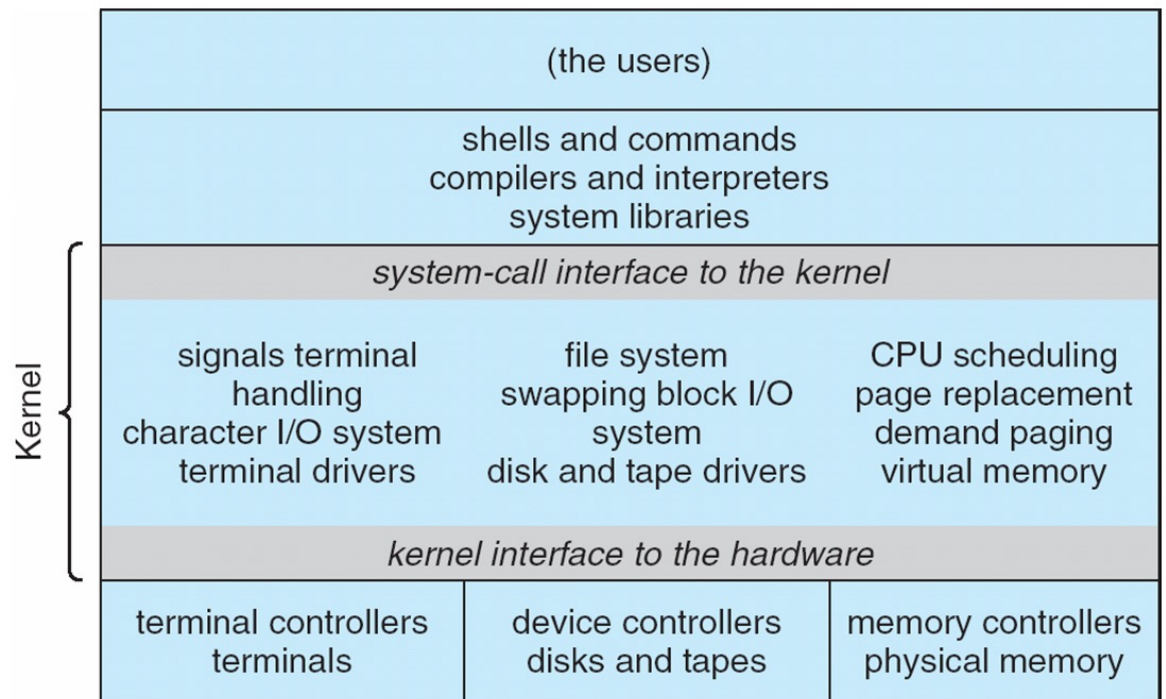 (the users)
shells and commands
compilers and interpreters
system libraries
Kernel
system-call interface to the kernel
signals terminal
handling
character I/O system
terminal drivers
file system
swapping block I/O
system
disk and tape drivers
CPU scheduling
page replacement
demand paging
virtual memory
kernel interface to the hardware
terminal controllers
terminals
device controllers
disks and tapes
memory controllers
physical memory